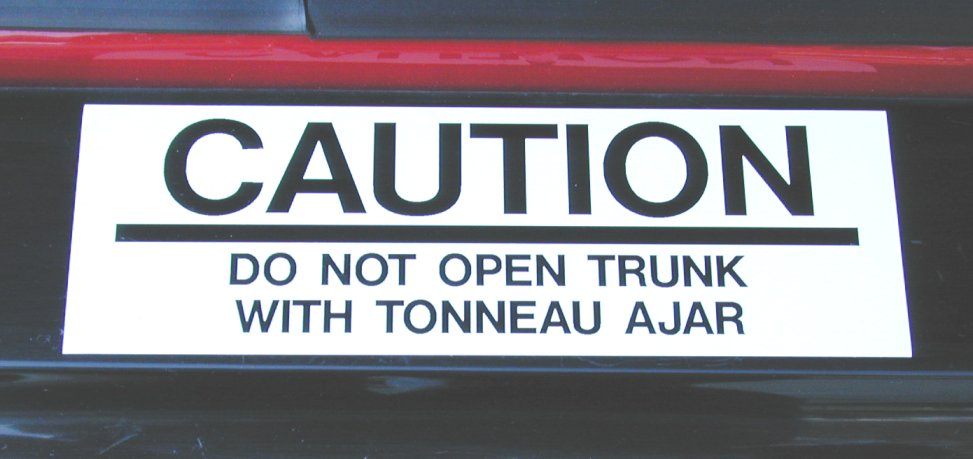 CAUTION
DO NOT OPEN TRUNK
WITH TONNEAU AJAR